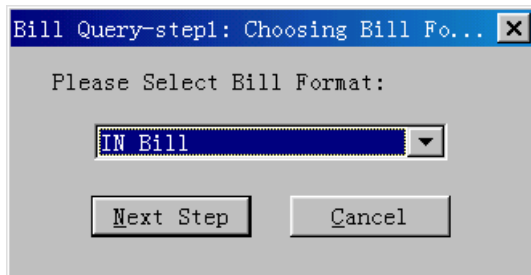 Bill Query-step1: Choosing Bill Fo...
Please Select Bill Format:
IN Bill
Next Step
Cancel